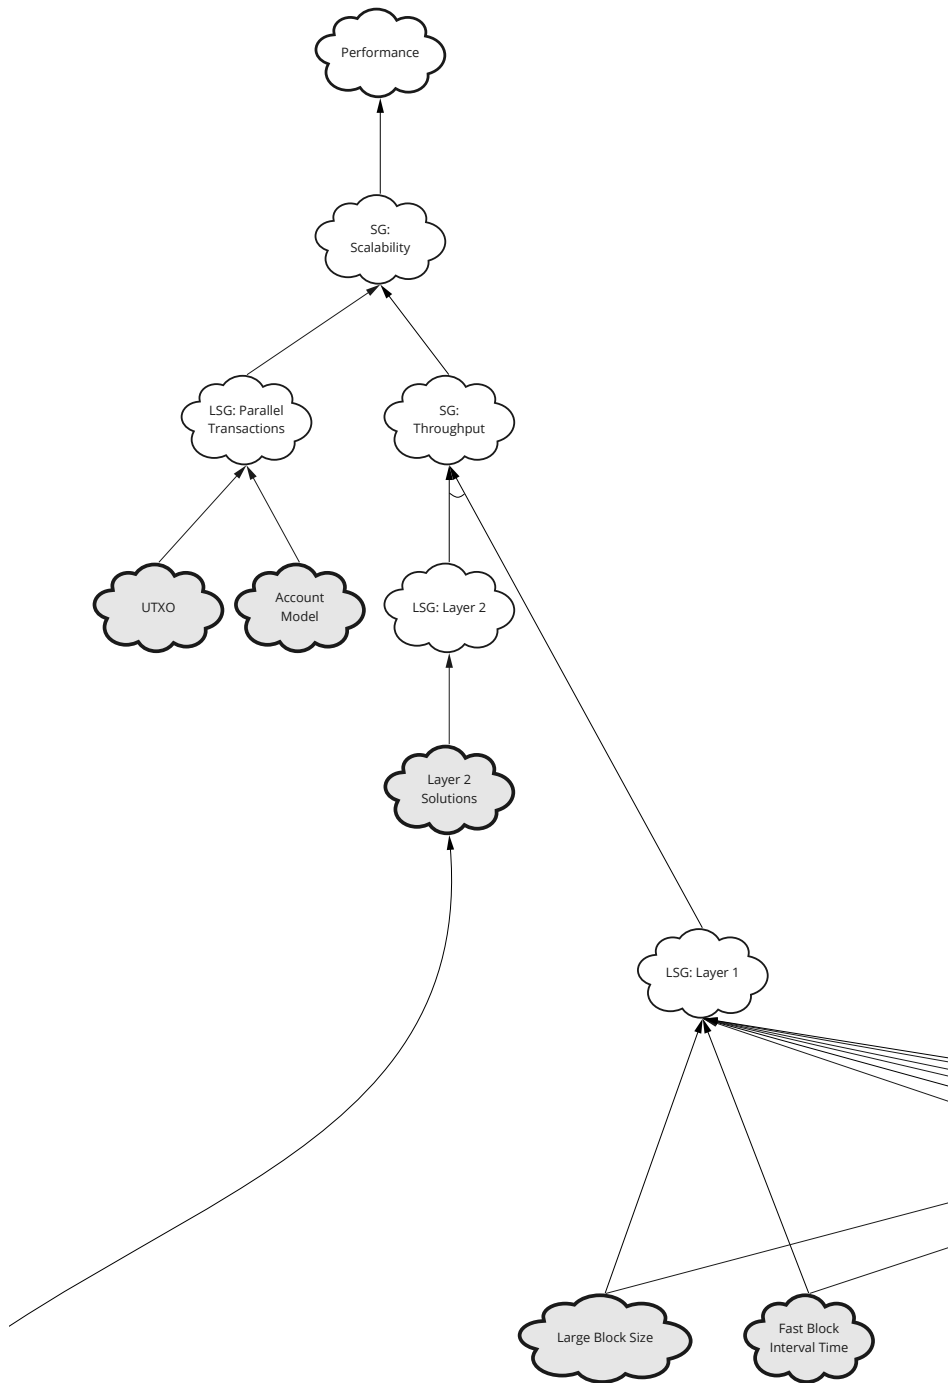 Performance
SG:
Scalability
LSG: Parallel
Transactions
SG:
Throughput
UTXO
Account
Model
LSG: Layer 2
Layer 2
Solutions
LSG: Layer 1
Large Block Size
Fast Block
Interval Time